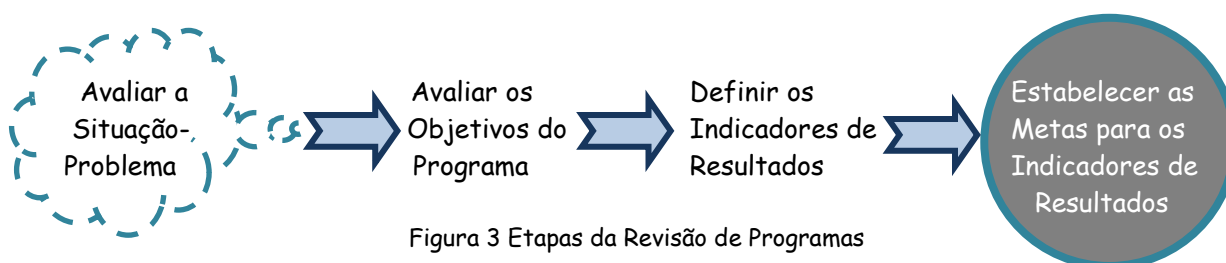 Avaliar a
Situação-
Problema
Avaliar os
Objetivos do
Programa
Definir os
Indicadores de
Resultados
Estabelecer as
Metas para os
Indicadores de
Resultados
Figura 3 Etapas da Revisão de Programas